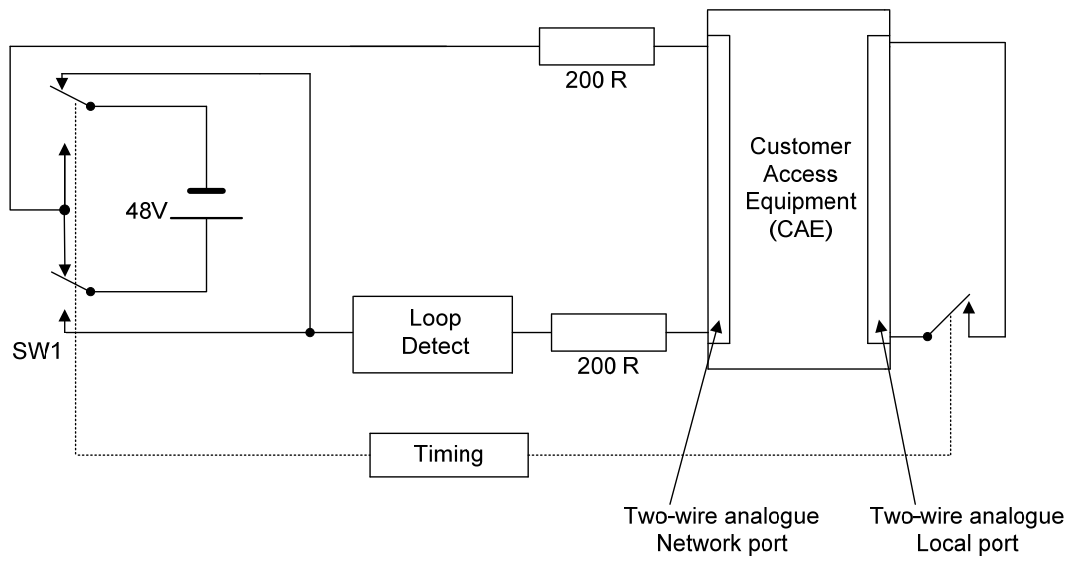 200 R
Customer
Access
Equipment
(CAE)
48V
Loop
Detect
SW1
200 R
Timing
Two-wire analogue
Network port
Two-wire analogue
Local port